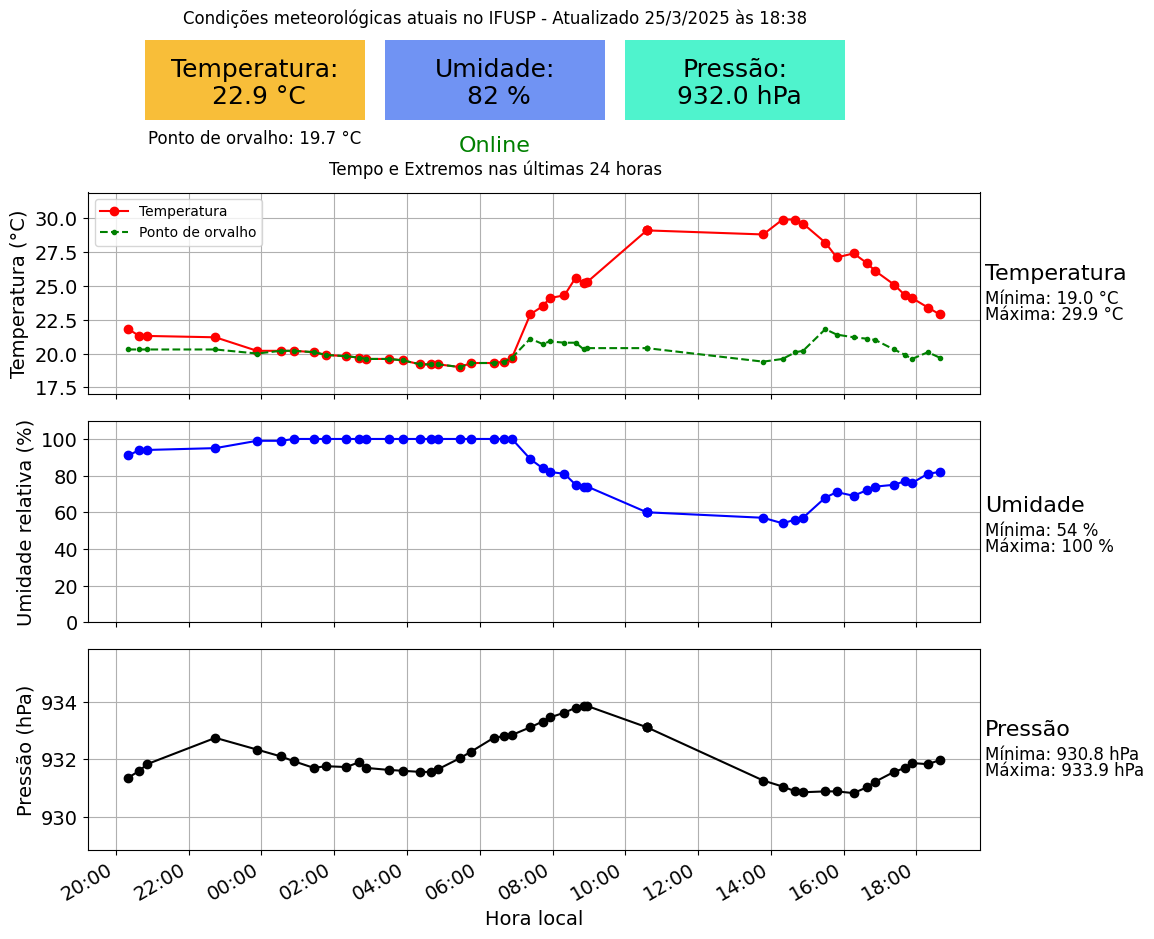 Condições meteorológicas atuais no IFUSP - Atualizado 25/3/2025 às 18:38
Temperatura:
22.9 °C
Umidade:
82 %
Pressão:
932.0 hPa
Ponto de orvalho: 19.7 °C
Online
Tempo e Extremos nas últimas 24 horas
Temperatura (°C)
30.0
27.5
25.0
22.5
20.0
17.5
Temperatura
Ponto de orvalho
Temperatura
Mínima: 19.0 °C
Máxima: 29.9 °C
Umidade relativa (%)
100
80
60
40
20
0
Umidade
Mínima: 54 %
Máxima: 100 %
Pressão (hPa)
934
932
930
Pressão
Mínima: 930.8 hPa
Máxima: 933.9 hPa
20:00 22:00 00:00 02:00 04:00 06:00 08:00 10:00 12:00 14:00 16:00 18:00
Hora local